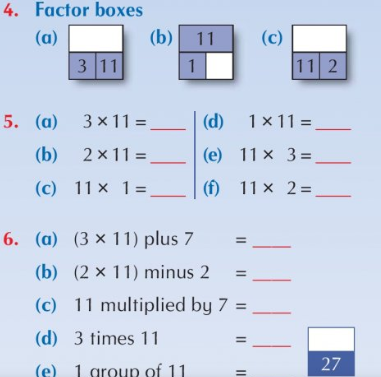 4. Factor boxes
(a) 3 11 (b) 11 1 (c) 11 2
5. (a) 3 × 11 = ____ (d) 1 × 11 = ____
(b) 2 × 11 = ____ (e) 11 × 3 = ____
(c) 11 × 1 = ____ (f) 11 × 2 = ____
6. (a) (3 × 11) plus 7 = ____
(b) (2 × 11) minus 2 = ____
(c) 11 multiplied by 7 = ____
(d) 3 times 11 = ____
(e) 1 group of 11 =
27